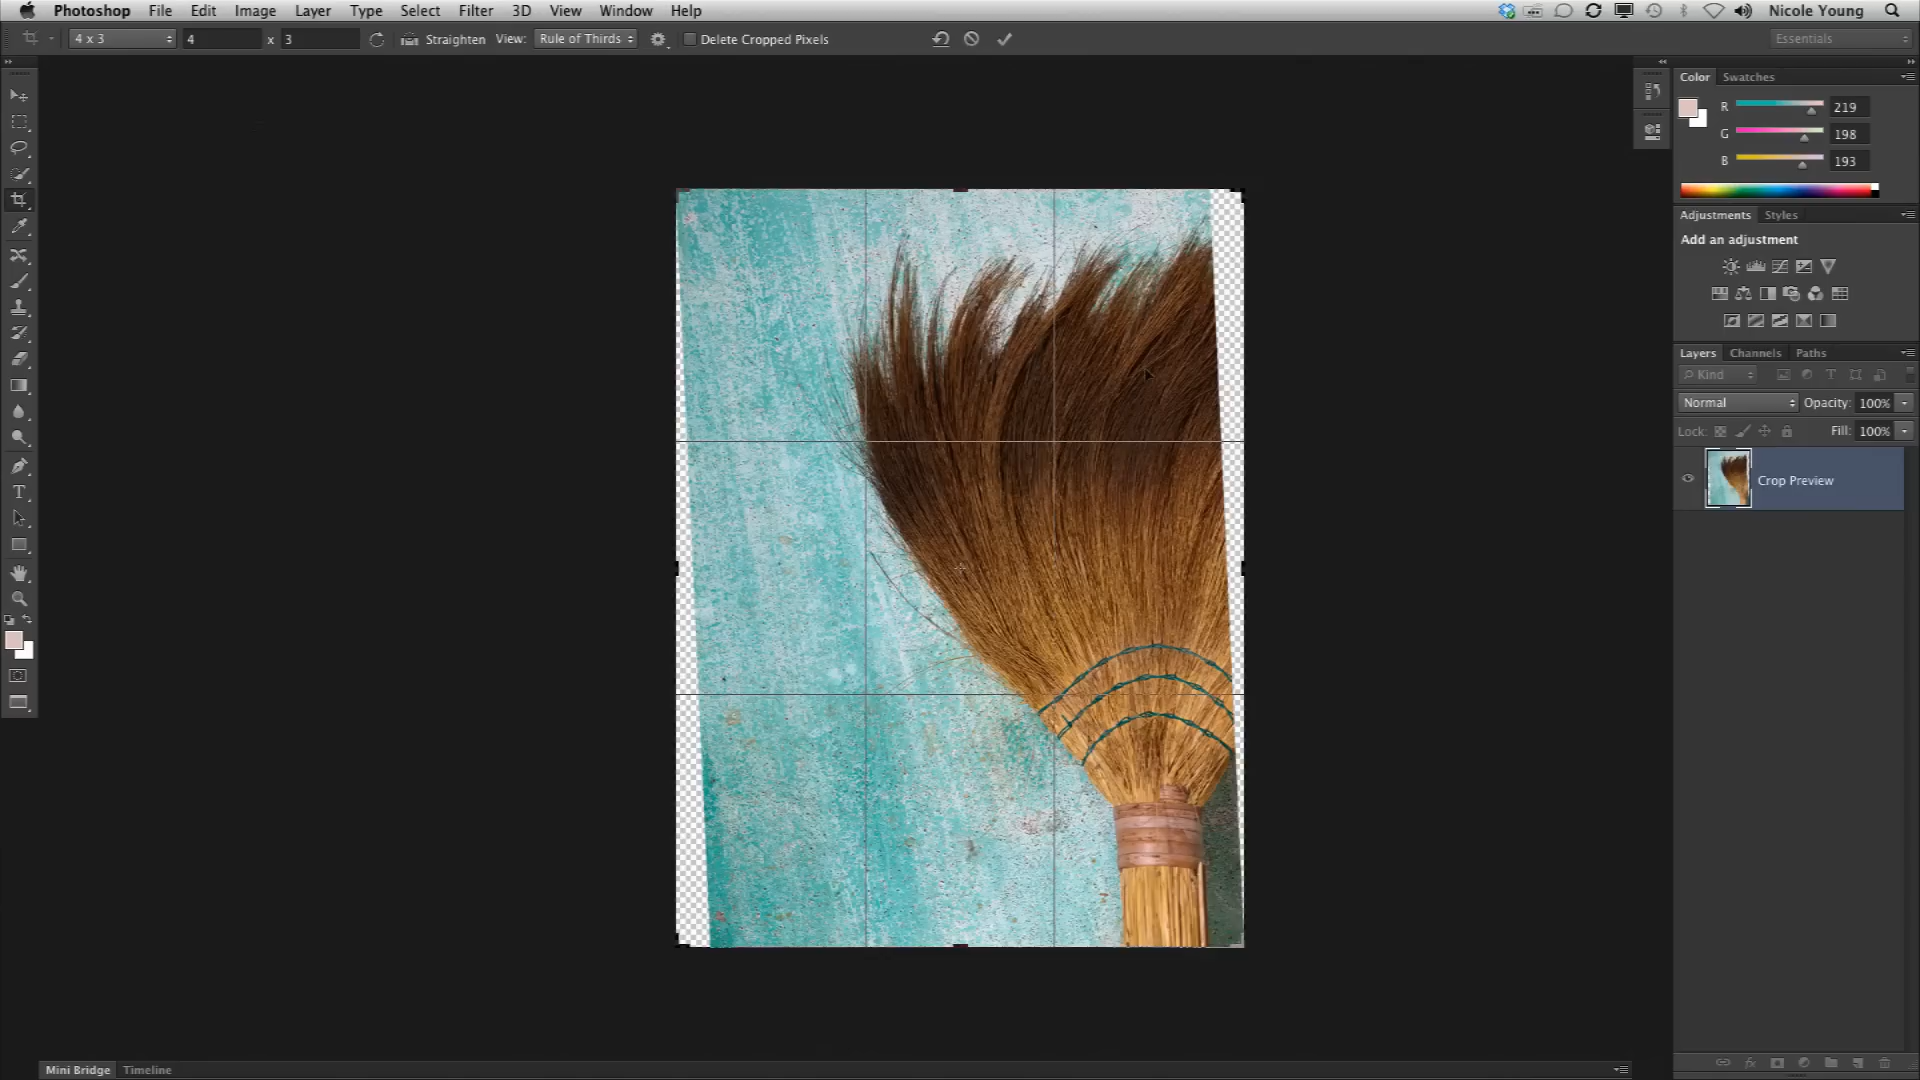 Photoshop File Edit Image Layer Type Select Filter 3D View Window Help Nicole Young
4 x 3 4 x 3 Straighten View: Rule of Thirds Delete Cropped Pixels Essentials
Color Swatches
R 219
G 198
B 193
Adjustments Styles
Add an adjustment
Layers Channels Paths
Kind
Normal Opacity: 100%
Lock: Fill: 100%
Crop Preview
Mini Bridge Timeline